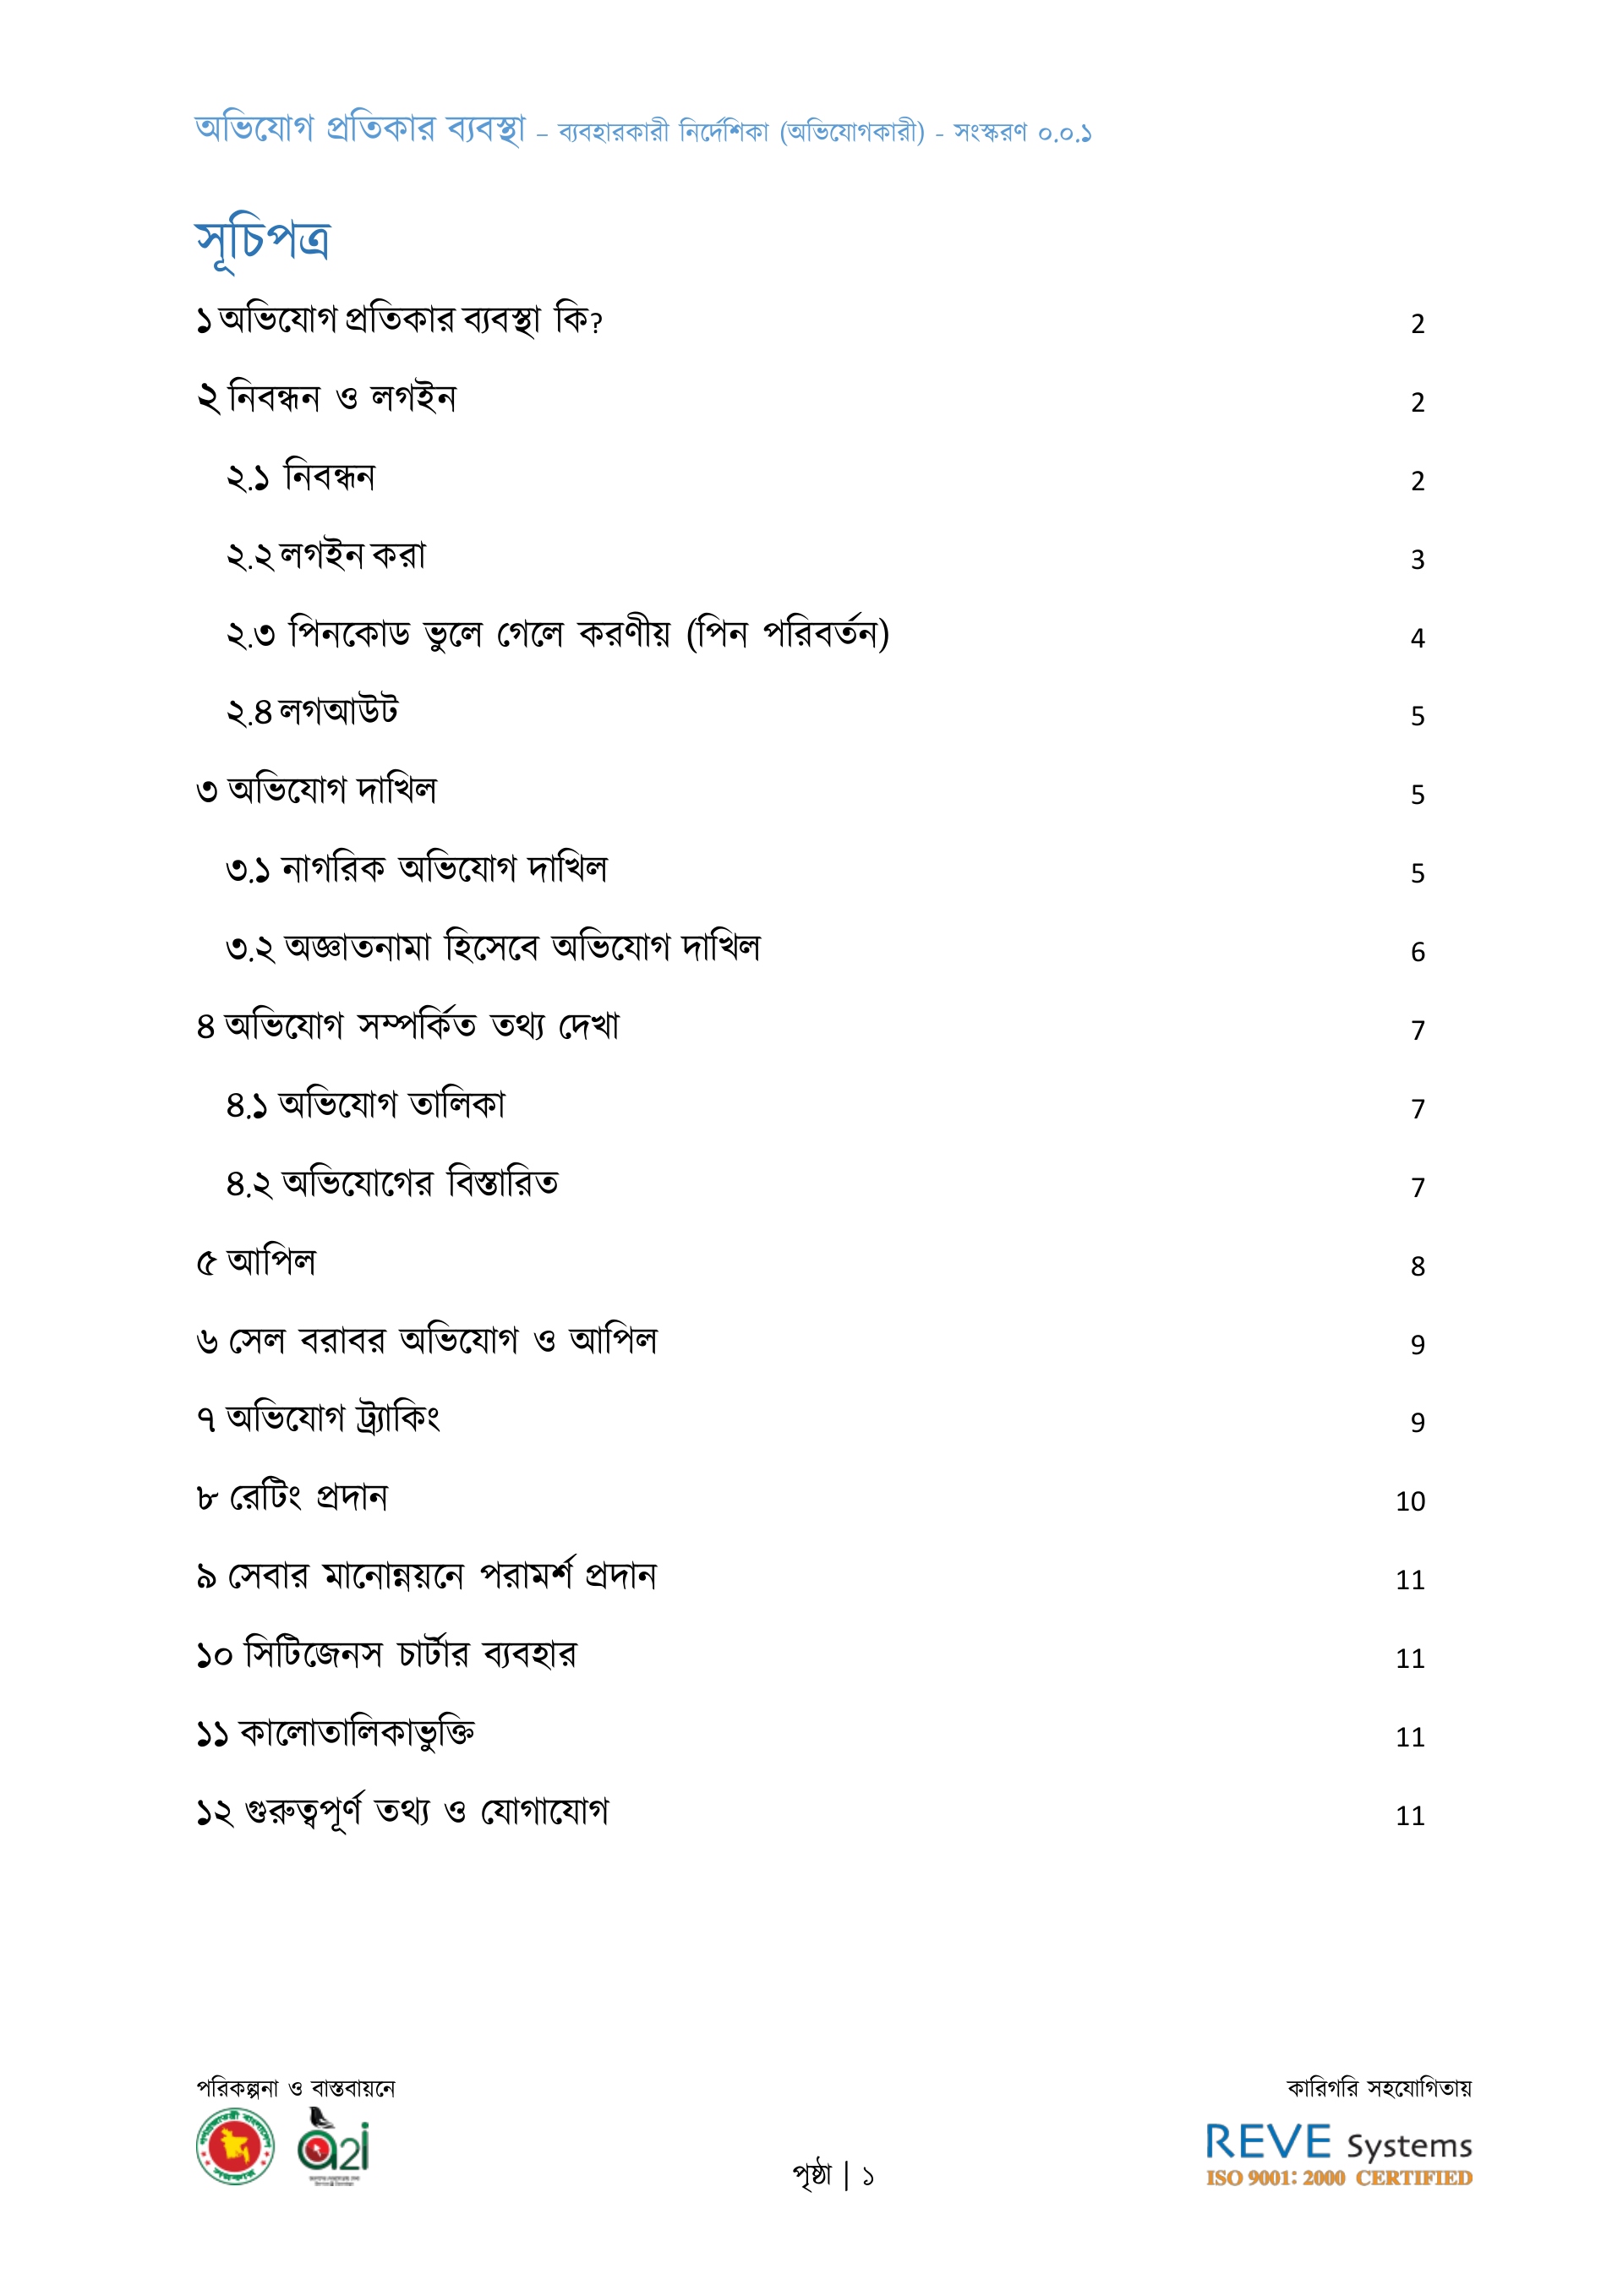 অভিযোগ প্রতিকার ব্যবস্থা – ব্যবহারকারী নির্দেশিকা (অভিযোগকারী) - সংস্করণ ০.০.১
সূচিপত্র
১ অভিযোগ প্রতিকার ব্যবস্থা কি? 2
২ নিবন্ধন ও লগইন 2
২.১ নিবন্ধন 2
২.২ লগইন করা 3
২.৩ পিনকোড ভুলে গেলে করণীয় (পিন পরিবর্তন) 4
২.৪ লগআউট 5
৩ অভিযোগ দাখিল 5
৩.১ নাগরিক অভিযোগ দাখিল 5
৩.২ অজ্ঞাতনামা হিসেবে অভিযোগ দাখিল 6
৪ অভিযোগ সম্পর্কিত তথ্য দেখা 7
৪.১ অভিযোগ তালিকা 7
৪.২ অভিযোগের বিস্তারিত 7
৫ আপিল 8
৬ সেল বরাবর অভিযোগ ও আপিল 9
৭ অভিযোগ ট্র্যাকিং 9
৮ রেটিং প্রদান 10
৯ সেবার মানোন্নয়নে পরামর্শ প্রদান 11
১০ সিটিজেনস চার্টার ব্যবহার 11
১১ কালোতালিকাভুক্তি 11
১২ গুরুত্বপূর্ণ তথ্য ও যোগাযোগ 11
পরিকল্পনা ও বাস্তবায়নে কারিগরি সহযোগিতায়
গণপ্রজাতন্ত্রী বাংলাদেশ সরকার
a2i
REVE Systems
ISO 9001: 2000 CERTIFIED
পৃষ্ঠা | ১